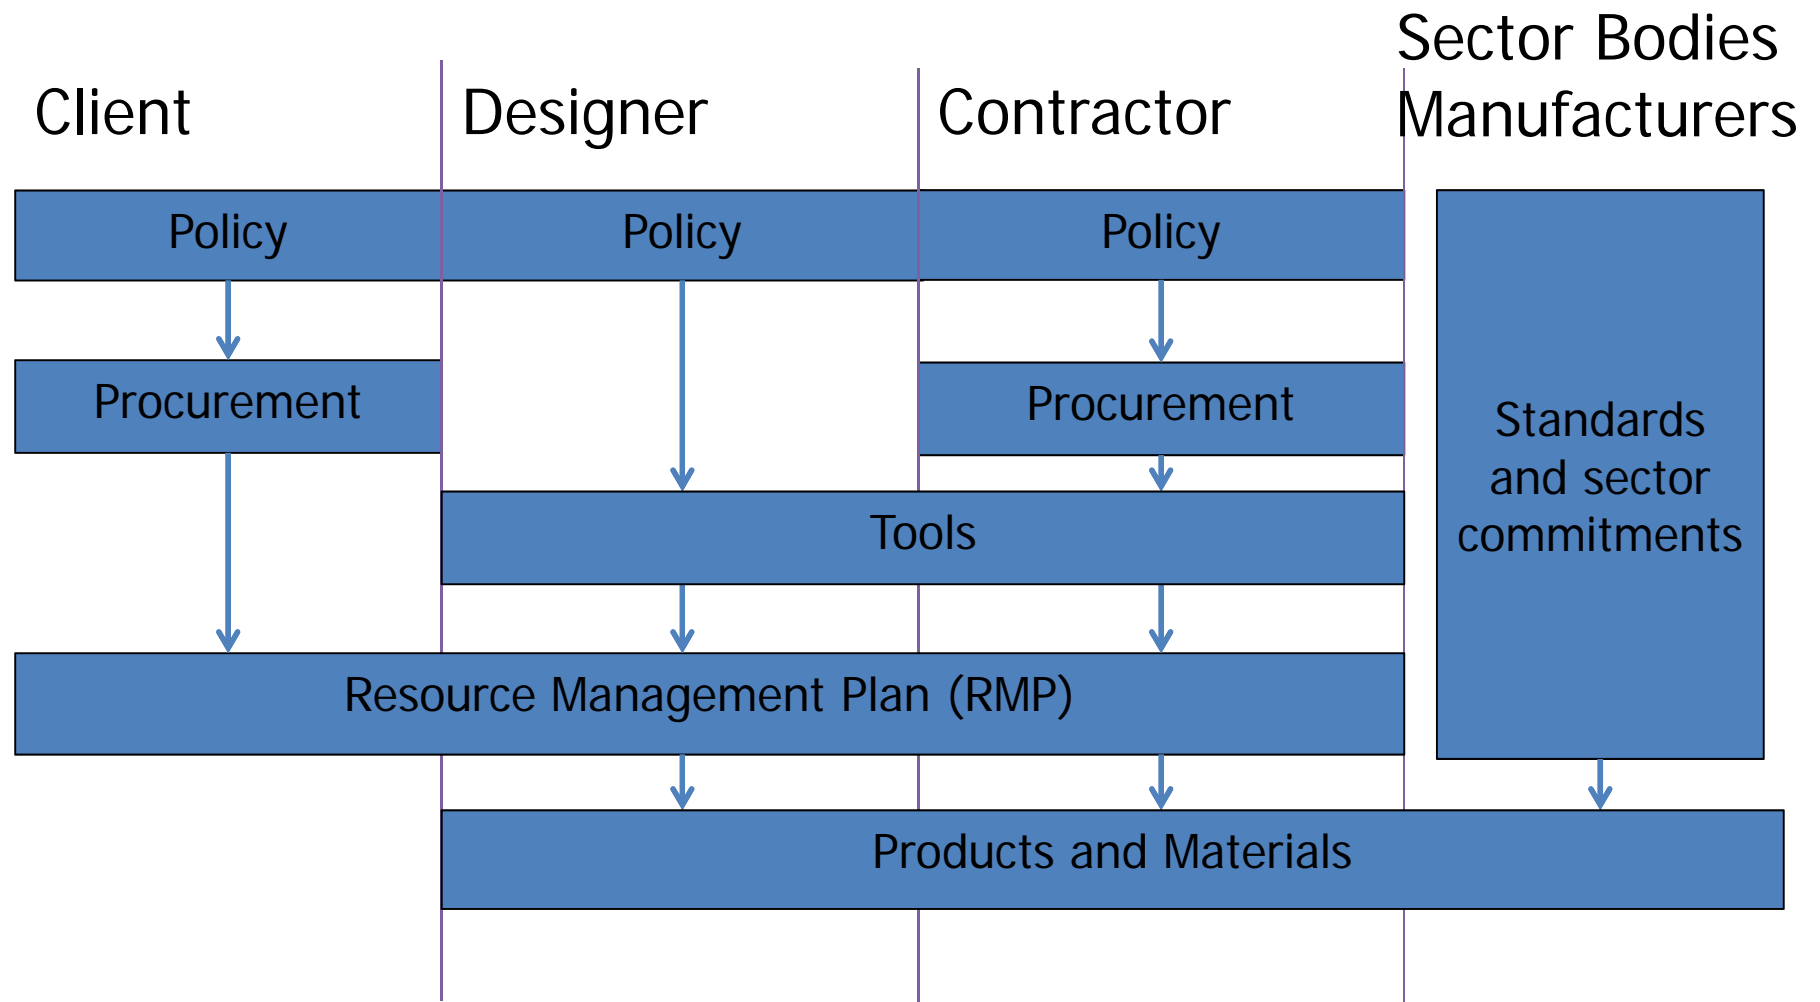 Sector Bodies
Client
Designer
Contractor
Manufacturers
Policy
Policy
Policy
Procurement
Procurement
Standards
and sector
commitments
Tools
Resource Management Plan (RMP)
Products and Materials